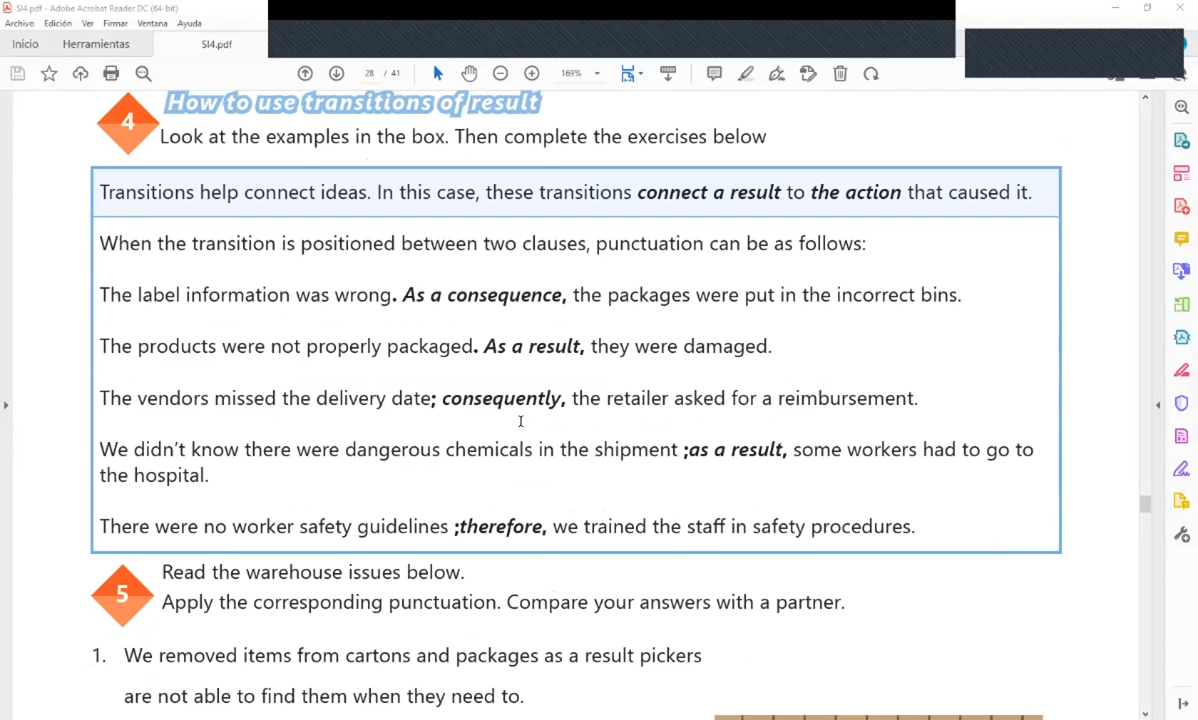 SI4.pdf - Adobe Acrobat Reader DC (64-bit)
Archivo Edición Ver Firmar Ventana Ayuda
Inicio Herramientas SI4.pdf
28 / 41 169%
How to use transitions of result
4
Look at the examples in the box. Then complete the exercises below
Transitions help connect ideas. In this case, these transitions connect a result to the action that caused it.
When the transition is positioned between two clauses, punctuation can be as follows:
The label information was wrong. As a consequence, the packages were put in the incorrect bins.
The products were not properly packaged. As a result, they were damaged.
The vendors missed the delivery date; consequently, the retailer asked for a reimbursement.
We didn't know there were dangerous chemicals in the shipment ;as a result, some workers had to go to
the hospital.
There were no worker safety guidelines ;therefore, we trained the staff in safety procedures.
5
Read the warehouse issues below.
Apply the corresponding punctuation. Compare your answers with a partner.
1. We removed items from cartons and packages as a result pickers
are not able to find them when they need to.